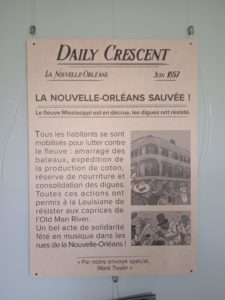 DAILY CRESCENT
LA NOUVELLE-ORLÉANS
JUIN 1857
LA NOUVELLE-ORLÉANS SAUVÉE !
Le fleuve Mississippi est en décrue, les digues ont résisté.
Tous les habitants se sont
mobilisés pour lutter contre
le fleuve : amarrage des
bateaux, expédition de
la production de coton,
réserve de nourriture et
consolidation des digues.
Toutes ces actions ont
permis à la Louisiane de
résister aux caprices de
l'Old Man River.
Un bel acte de solidarité
fêté en musique dans les
rues de la Nouvelle-Orléans !
« Par notre envoyé spécial,
Mark Twain »